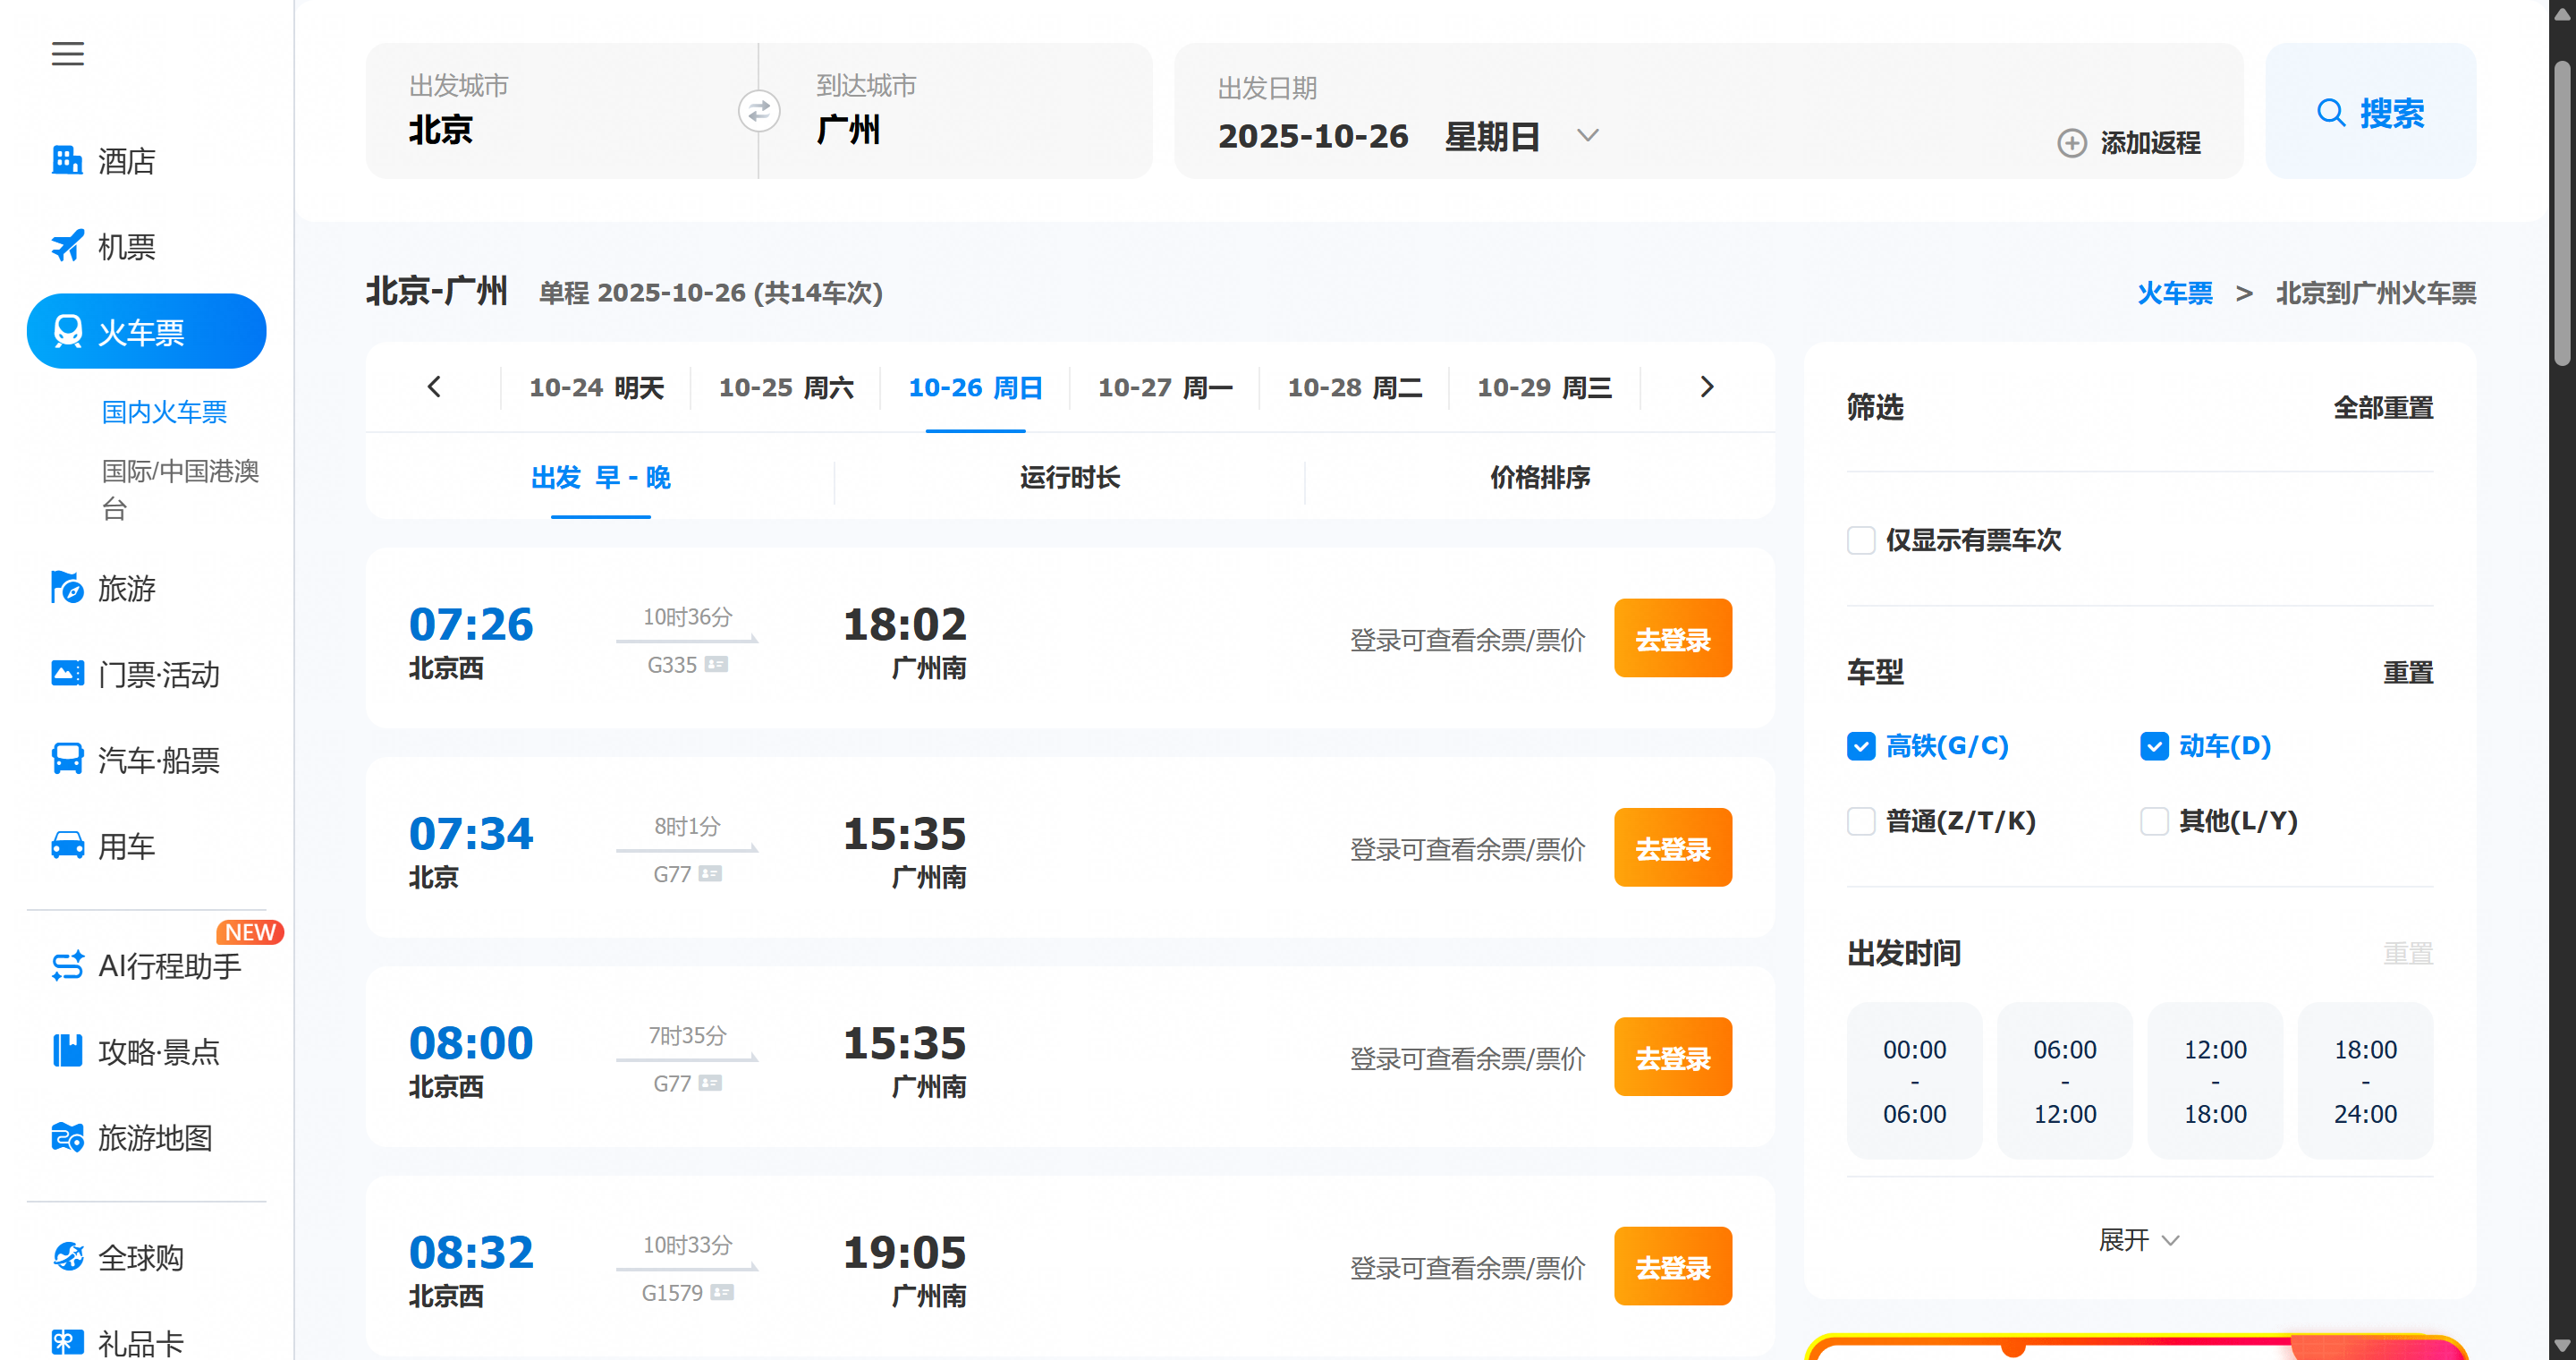 酒店
机票
火车票
国内火车票
国际/中国港澳
台
旅游
门票·活动
汽车·船票
用车
NEW
AI行程助手
攻略·景点
旅游地图
全球购
礼品卡
出发城市
北京
到达城市
广州
出发日期
2025-10-26 星期日
添加返程
搜索
北京-广州 单程 2025-10-26 (共14车次)
火车票 > 北京到广州火车票
10-24 明天 10-25 周六 10-26 周日 10-27 周一 10-28 周二 10-29 周三
出发 早 - 晚 运行时长 价格排序
07:26 10时36分 18:02
北京西 G335 广州南
登录可查看余票/票价 去登录
07:34 8时1分 15:35
北京 G77 广州南
登录可查看余票/票价 去登录
08:00 7时35分 15:35
北京西 G77 广州南
登录可查看余票/票价 去登录
08:32 10时33分 19:05
北京西 G1579 广州南
登录可查看余票/票价 去登录
筛选 全部重置
仅显示有票车次
车型 重置
高铁(G/C) 动车(D)
普通(Z/T/K) 其他(L/Y)
出发时间 重置
00:00 06:00 12:00 18:00
- - - -
06:00 12:00 18:00 24:00
展开